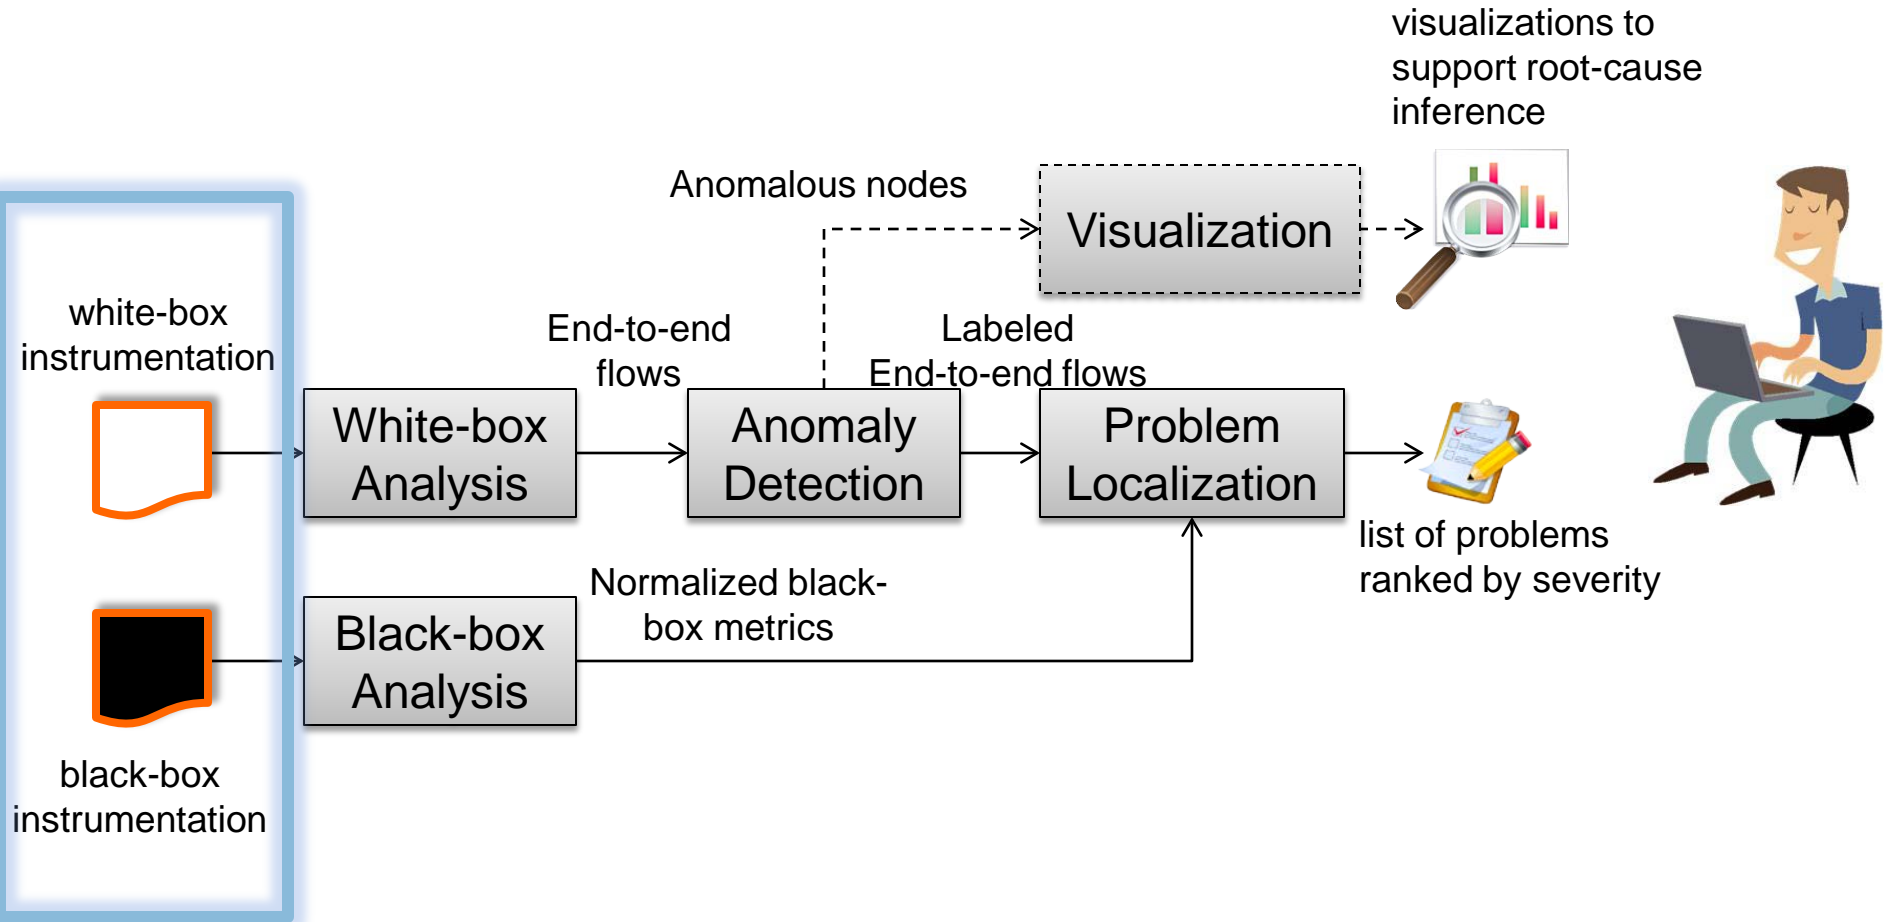 visualizations to
support root-cause
inference
Anomalous nodes
Visualization
white-box
instrumentation
End-to-end
flows
Labeled
End-to-end flows
White-box
Analysis
Anomaly
Detection
Problem
Localization
list of problems
ranked by severity
Normalized black-
box metrics
Black-box
Analysis
black-box
instrumentation